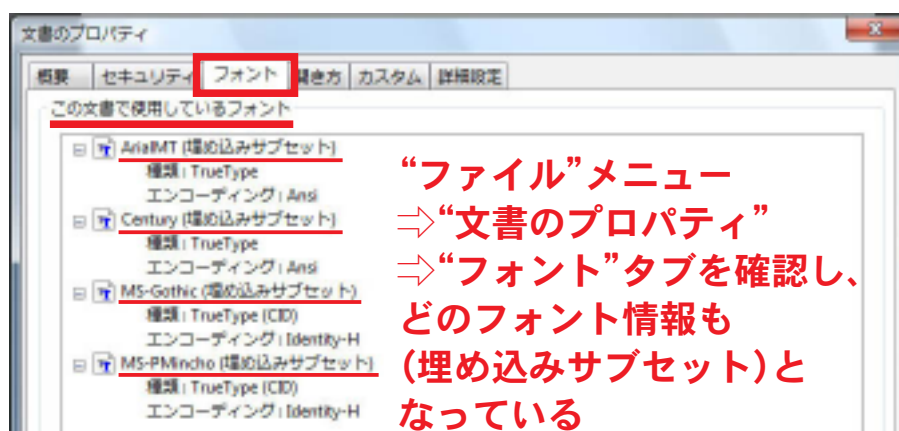 文書のプロパティ
概要 セキュリティ フォント 開き方 カスタム 詳細設定
この文書で使用しているフォント
ArialMT (埋め込みサブセット)
種類 : TrueType
エンコーディング : Ansi
Century (埋め込みサブセット)
種類 : TrueType
エンコーディング : Ansi
MS-Gothic (埋め込みサブセット)
種類 : TrueType (CID)
エンコーディング : Identity-H
MS-PMincho (埋め込みサブセット)
種類 : TrueType (CID)
エンコーディング : Identity-H
“ファイル”メニュー
⇨“文書のプロパティ”
⇨“フォント”タブを確認し、
どのフォント情報も
(埋め込みサブセット)と
なっている